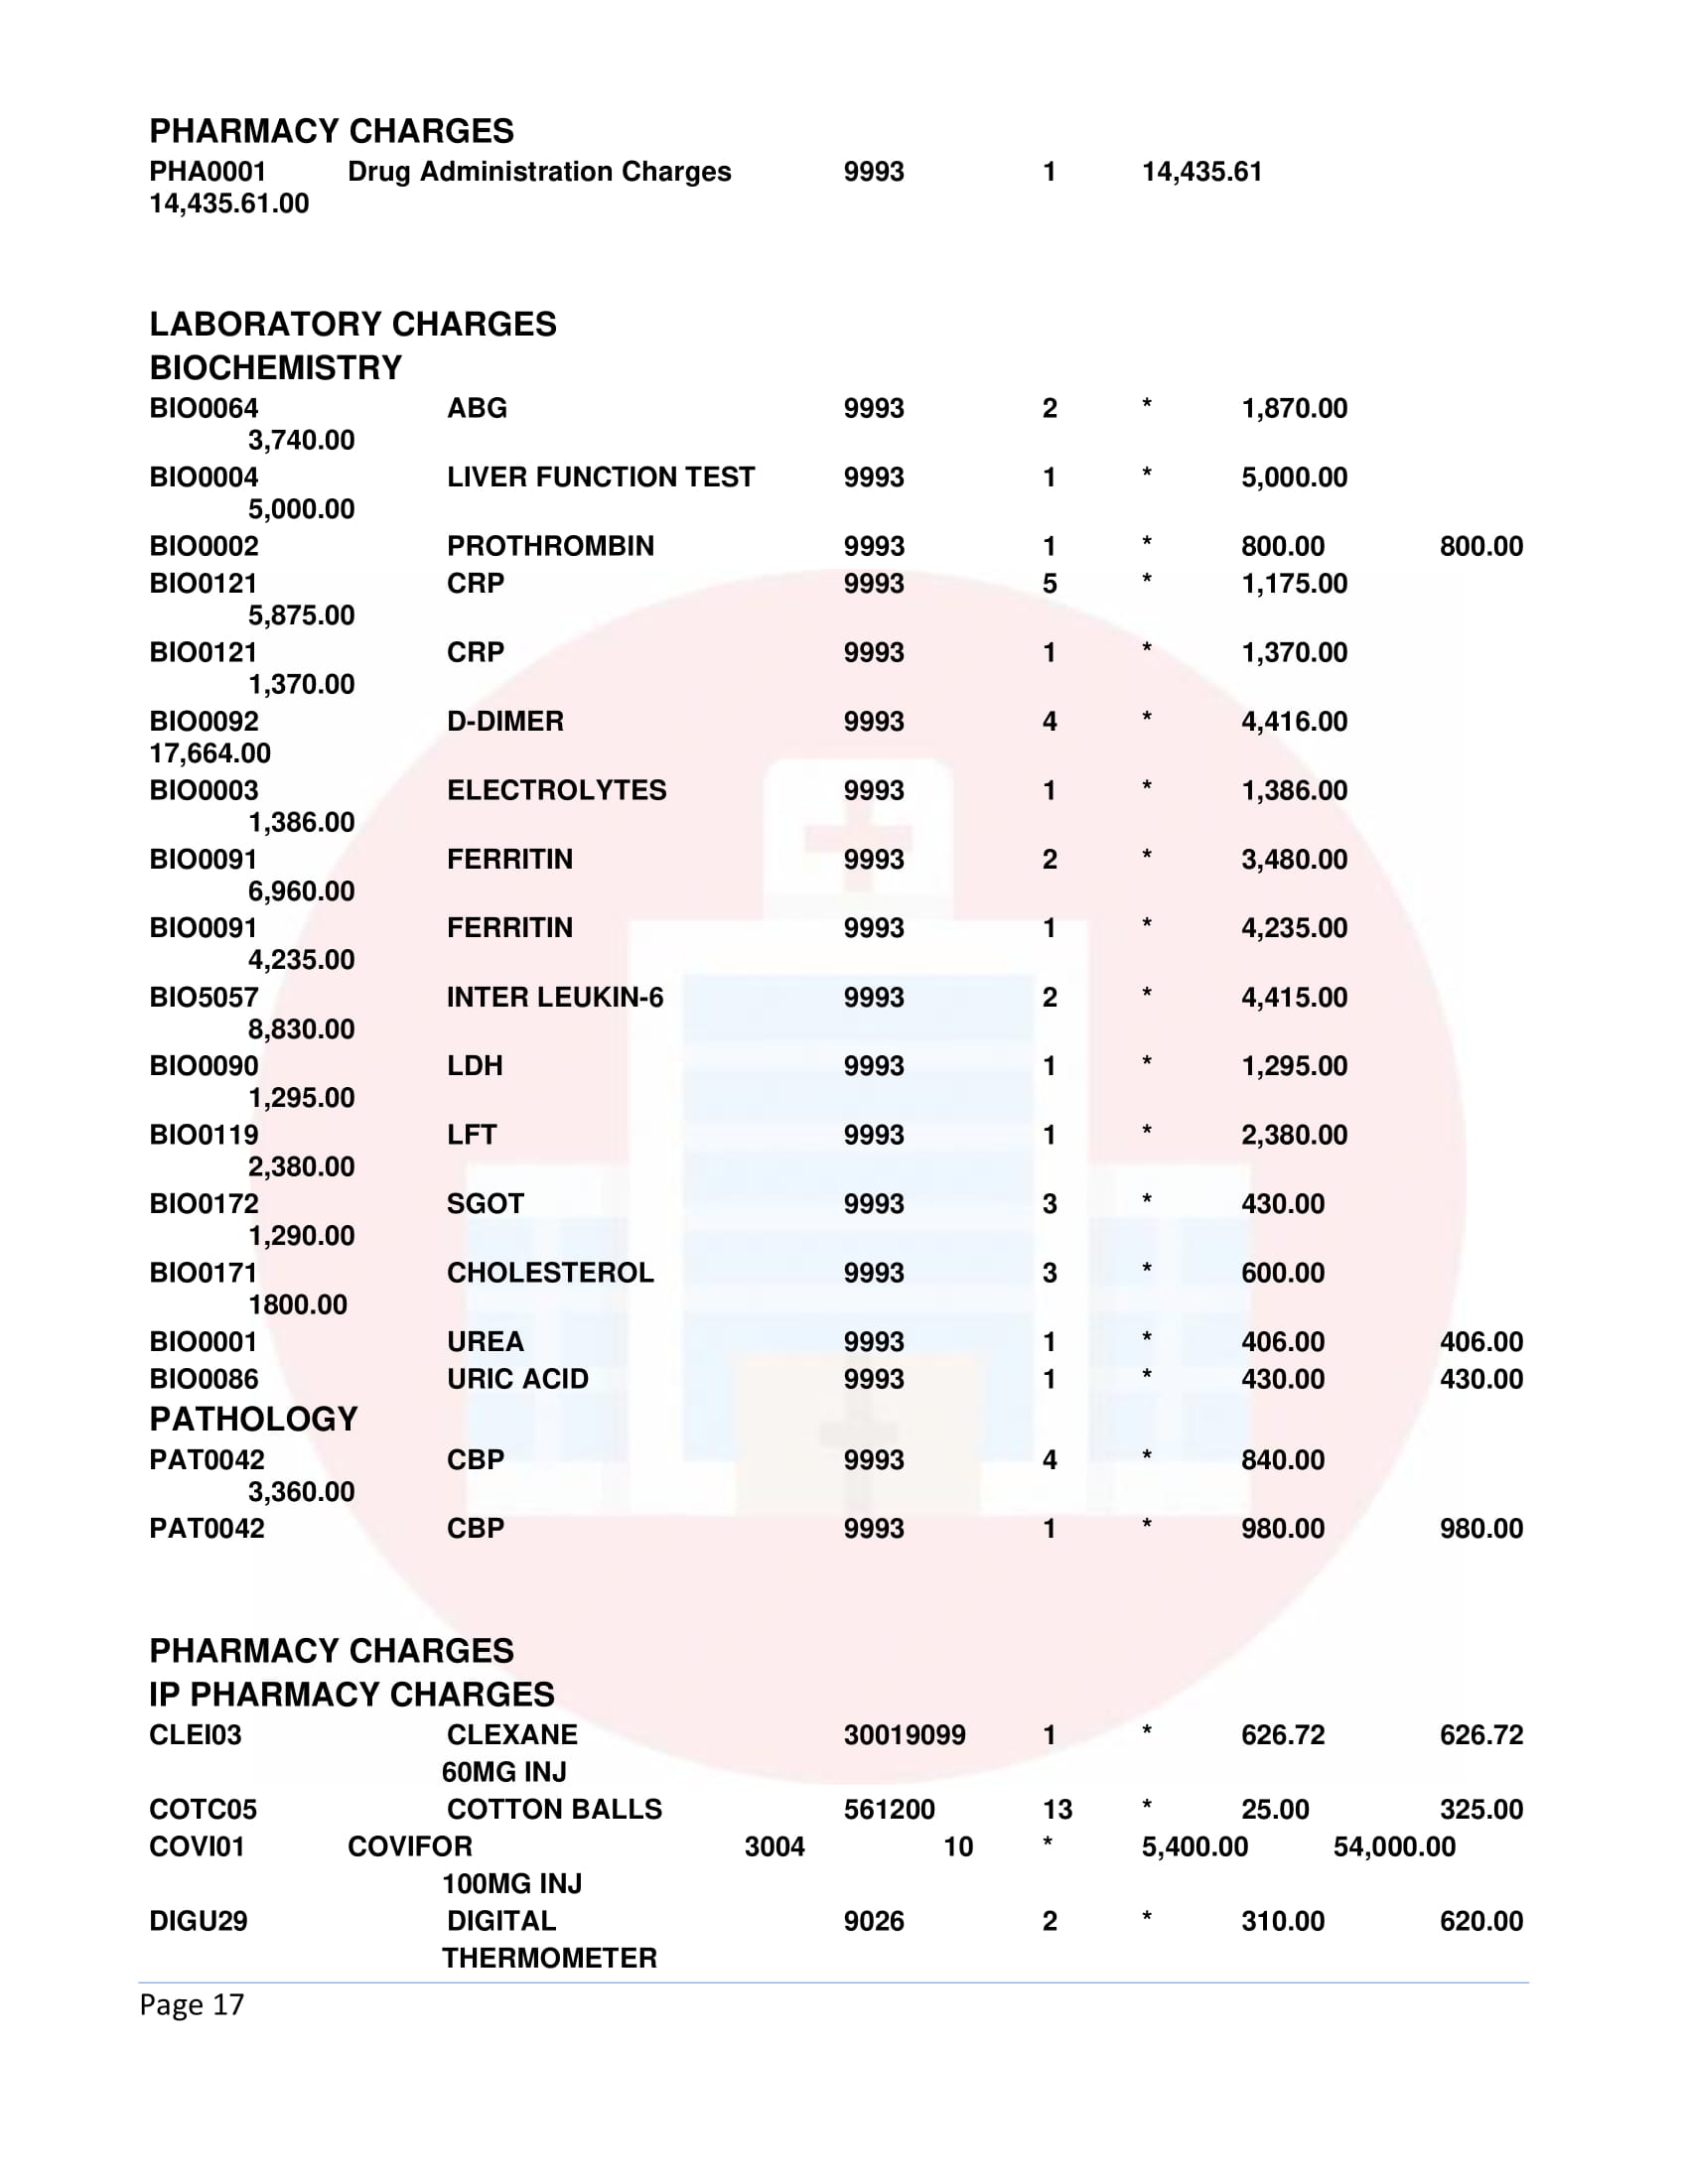 PHARMACY CHARGES
PHA0001 Drug Administration Charges 9993 1 14,435.61
14,435.61.00
LABORATORY CHARGES
BIOCHEMISTRY
BIO0064 ABG 9993 2 * 1,870.00
3,740.00
BIO0004 LIVER FUNCTION TEST 9993 1 * 5,000.00
5,000.00
BIO0002 PROTHROMBIN 9993 1 * 800.00 800.00
BIO0121 CRP 9993 5 * 1,175.00
5,875.00
BIO0121 CRP 9993 1 * 1,370.00
1,370.00
BIO0092 D-DIMER 9993 4 * 4,416.00
17,664.00
BIO0003 ELECTROLYTES 9993 1 * 1,386.00
1,386.00
BIO0091 FERRITIN 9993 2 * 3,480.00
6,960.00
BIO0091 FERRITIN 9993 1 * 4,235.00
4,235.00
BIO5057 INTER LEUKIN-6 9993 2 * 4,415.00
8,830.00
BIO0090 LDH 9993 1 * 1,295.00
1,295.00
BIO0119 LFT 9993 1 * 2,380.00
2,380.00
BIO0172 SGOT 9993 3 * 430.00
1,290.00
BIO0171 CHOLESTEROL 9993 3 * 600.00
1800.00
BIO0001 UREA 9993 1 * 406.00 406.00
BIO0086 URIC ACID 9993 1 * 430.00 430.00
PATHOLOGY
PAT0042 CBP 9993 4 * 840.00
3,360.00
PAT0042 CBP 9993 1 * 980.00 980.00
PHARMACY CHARGES
IP PHARMACY CHARGES
CLEI03 CLEXANE 30019099 1 * 626.72 626.72
60MG INJ
COTC05 COTTON BALLS 561200 13 * 25.00 325.00
COVI01 COVIFOR 3004 10 * 5,400.00 54,000.00
100MG INJ
DIGU29 DIGITAL 9026 2 * 310.00 620.00
THERMOMETER
Page 17